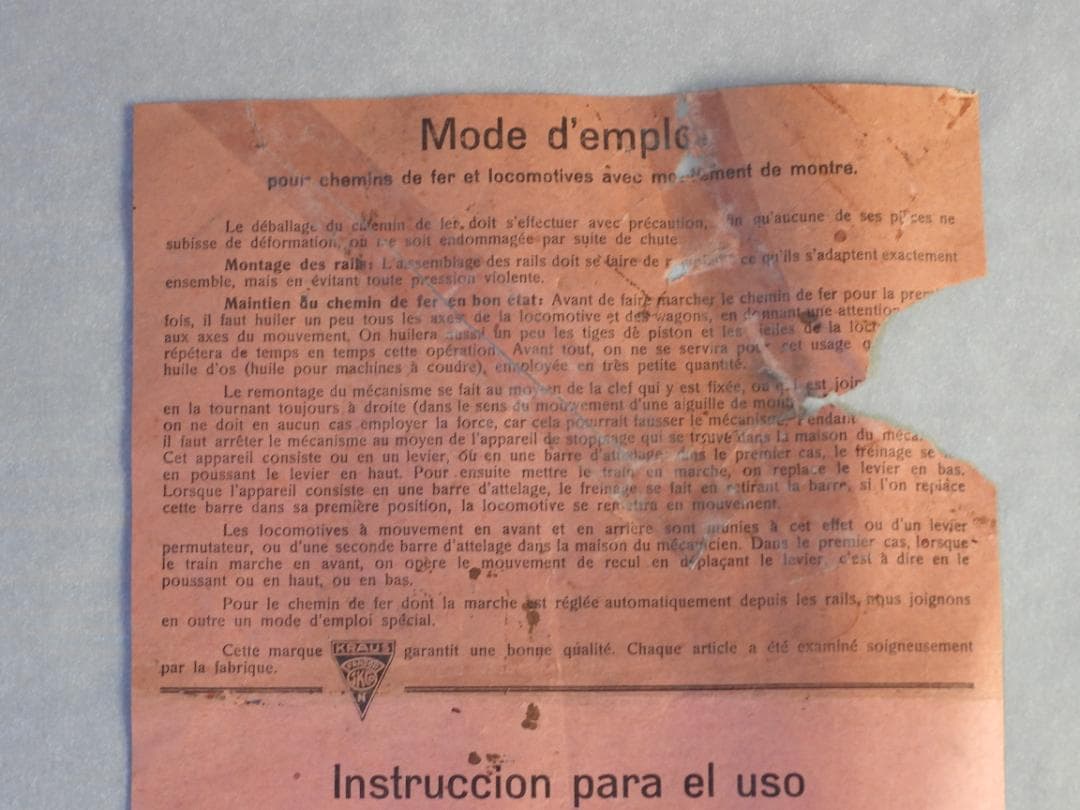 Mode d'emplo
pour chemins de fer et locomotives avec ment de montre.
Le déballage du chemin de fer, doit s'effectuer avec précaution, qu'aucune de ses pièces ne
subisse de déformation, ou ne soit endommagée par suite de chute
Montage des rails: L'assemblage des rails doit se faire de ce qu'ils s'adaptent exactement
ensemble, mais en évitant toute pression violente.
Maintien du chemin de fer en bon état: Avant de faire marcher le chemin de fer pour la prem
fois, il faut huiler un peu tous les axes de la locomotive et des wagons, en donnant une attention
aux axes du mouvement. On huilera aussi un peu les tiges de piston et les bielles de la loc
répétera de temps en temps cette opération. Avant tout, on ne se servira pour cet usage q
huile d'os (huile pour machines à coudre), employée en très petite quantité.
Le remontage du mécanisme se fait au moyen de la clef qui y est fixée, ou qui est join
en la tournant toujours à droite (dans le sens du mouvement d'une aiguille de mon
on ne doit en aucun cas employer la force, car cela pourrait fausser le mécanisme. Pendant
il faut arrêter le mécanisme au moyen de l'appareil de stoppage qui se trouve dans la maison du méca
Cet appareil consiste ou en un levier, ou en une barre d'attelage: dans le premier cas, le freinage se
en poussant le levier en haut. Pour ensuite mettre le train en marche, on replace le levier en bas.
Lorsque l'appareil consiste en une barre d'attelage, le freinage se fait en retirant la barre, si l'on replace
cette barre dans sa première position, la locomotive se remettra en mouvement.
Les locomotives à mouvement en avant et en arrière sont munies à cet effet ou d'un levier
permutateur, ou d'une seconde barre d'attelage dans la maison du mécanicien. Dans le premier cas, lorsque
le train marche en avant, on opère le mouvement de recul en déplaçant le levier, c'est à dire en le
poussant ou en haut, ou en bas.
Pour le chemin de fer dont la marche est réglée automatiquement depuis les rails, nous joignons
en outre un mode d'emploi spécial.
Cette marque KRAUS garantit une bonne qualité. Chaque article a été examiné soigneusement
par la fabrique.
N
Instruccion para el uso